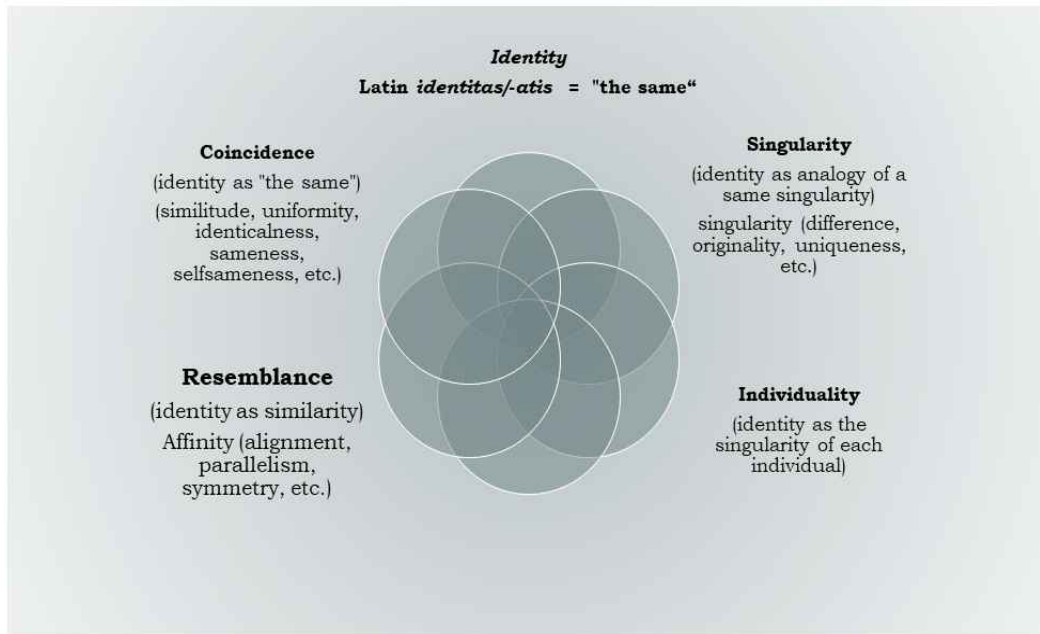 Identity
Latin identitas/-atis = "the same“
Coincidence
(identity as "the same")
(similitude, uniformity,
identicalness,
sameness,
selfsameness, etc.)
Singularity
(identity as analogy of a
same singularity)
singularity (difference,
originality, uniqueness,
etc.)
Resemblance
(identity as similarity)
Affinity (alignment,
parallelism,
symmetry, etc.)
Individuality
(identity as the
singularity of each
individual)